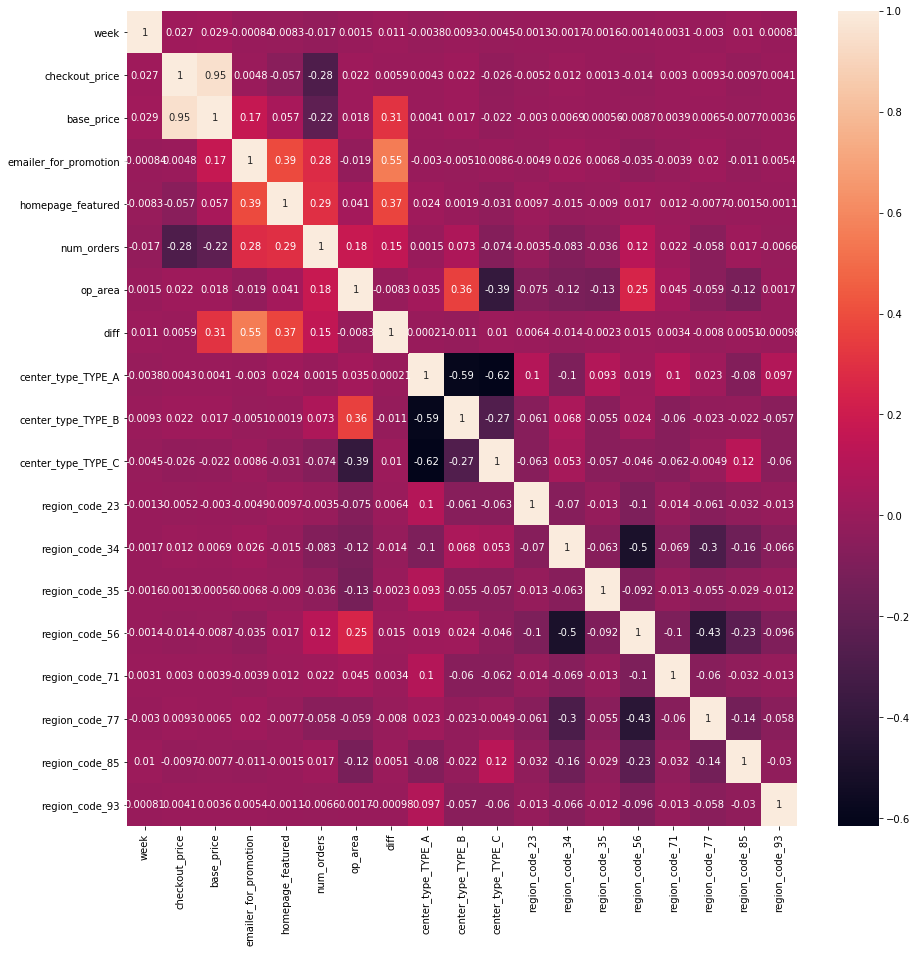 week 1 0.027 0.029 -0.00084 -0.0083 -0.017 0.0015 0.011 -0.0038 0.0093 -0.0045 -0.0013 -0.0017 -0.0016 -0.0014 0.0031 -0.003 0.01 0.00081
checkout_price 0.027 1 0.95 0.0048 -0.057 -0.28 0.022 0.0059 0.0043 0.022 -0.026 -0.0052 0.012 0.0013 -0.014 0.003 0.0093 -0.0097 0.0041
base_price 0.029 0.95 1 0.17 0.057 -0.22 0.018 0.31 0.0041 0.017 -0.022 -0.003 0.0069 0.00056 -0.0087 0.0039 0.0065 -0.0077 0.0036
emailer_for_promotion -0.00084 0.0048 0.17 1 0.39 0.28 -0.019 0.55 -0.003 -0.0051 0.0086 -0.0049 0.026 0.0068 -0.035 -0.0039 0.02 -0.011 0.0054
homepage_featured -0.0083 -0.057 0.057 0.39 1 0.29 0.041 0.37 0.024 0.0019 -0.031 0.0097 -0.015 -0.009 0.017 0.012 -0.0077 -0.0015 -0.0011
num_orders -0.017 -0.28 -0.22 0.28 0.29 1 0.18 0.15 0.0015 0.073 -0.074 -0.0035 -0.083 -0.036 0.12 0.022 -0.058 0.017 -0.0066
op_area 0.0015 0.022 0.018 -0.019 0.041 0.18 1 -0.0083 0.035 0.36 -0.39 -0.075 -0.12 -0.13 0.25 0.045 -0.059 -0.12 0.0017
diff 0.011 0.0059 0.31 0.55 0.37 0.15 -0.0083 1 0.00021 -0.011 0.01 0.0064 -0.014 -0.0023 0.015 0.0034 -0.008 0.0051 -0.00098
center_type_TYPE_A -0.0038 0.0043 0.0041 -0.003 0.024 0.0015 0.035 0.00021 1 -0.59 -0.62 0.1 -0.1 0.093 0.019 0.1 0.023 -0.08 0.097
center_type_TYPE_B 0.0093 0.022 0.017 -0.0051 0.0019 0.073 0.36 -0.011 -0.59 1 -0.27 -0.061 0.068 -0.055 0.024 -0.06 -0.023 -0.022 -0.057
center_type_TYPE_C -0.0045 -0.026 -0.022 0.0086 -0.031 -0.074 -0.39 0.01 -0.62 -0.27 1 -0.063 0.053 -0.057 -0.046 -0.062 -0.0049 0.12 -0.06
region_code_23 -0.0013 -0.0052 -0.003 -0.0049 0.0097 -0.0035 -0.075 0.0064 0.1 -0.061 -0.063 1 -0.07 -0.013 -0.1 -0.014 -0.061 -0.032 -0.013
region_code_34 -0.0017 0.012 0.0069 0.026 -0.015 -0.083 -0.12 -0.014 -0.1 0.068 0.053 -0.07 1 -0.063 -0.5 -0.069 -0.3 -0.16 -0.066
region_code_35 -0.0016 0.0013 0.00056 0.0068 -0.009 -0.036 -0.13 -0.0023 0.093 -0.055 -0.057 -0.013 -0.063 1 -0.092 -0.013 -0.055 -0.029 -0.012
region_code_56 -0.0014 -0.014 -0.0087 -0.035 0.017 0.12 0.25 0.015 0.019 0.024 -0.046 -0.1 -0.5 -0.092 1 -0.1 -0.43 -0.23 -0.096
region_code_71 0.0031 0.003 0.0039 -0.0039 0.012 0.022 0.045 0.0034 0.1 -0.06 -0.062 -0.014 -0.069 -0.013 -0.1 1 -0.06 -0.032 -0.013
region_code_77 -0.003 0.0093 0.0065 0.02 -0.0077 -0.058 -0.059 -0.008 0.023 -0.023 -0.0049 -0.061 -0.3 -0.055 -0.43 -0.06 1 -0.14 -0.058
region_code_85 0.01 -0.0097 -0.0077 -0.011 -0.0015 0.017 -0.12 0.0051 -0.08 -0.022 0.12 -0.032 -0.16 -0.029 -0.23 -0.032 -0.14 1 -0.03
region_code_93 0.00081 0.0041 0.0036 0.0054 -0.0011 -0.0066 0.0017 -0.00098 0.097 -0.057 -0.06 -0.013 -0.066 -0.012 -0.096 -0.013 -0.058 -0.03 1
week
checkout_price
base_price
emailer_for_promotion
homepage_featured
num_orders
op_area
diff
center_type_TYPE_A
center_type_TYPE_B
center_type_TYPE_C
region_code_23
region_code_34
region_code_35
region_code_56
region_code_71
region_code_77
region_code_85
region_code_93
1.0
0.8
0.6
0.4
0.2
0.0
−0.2
−0.4
−0.6